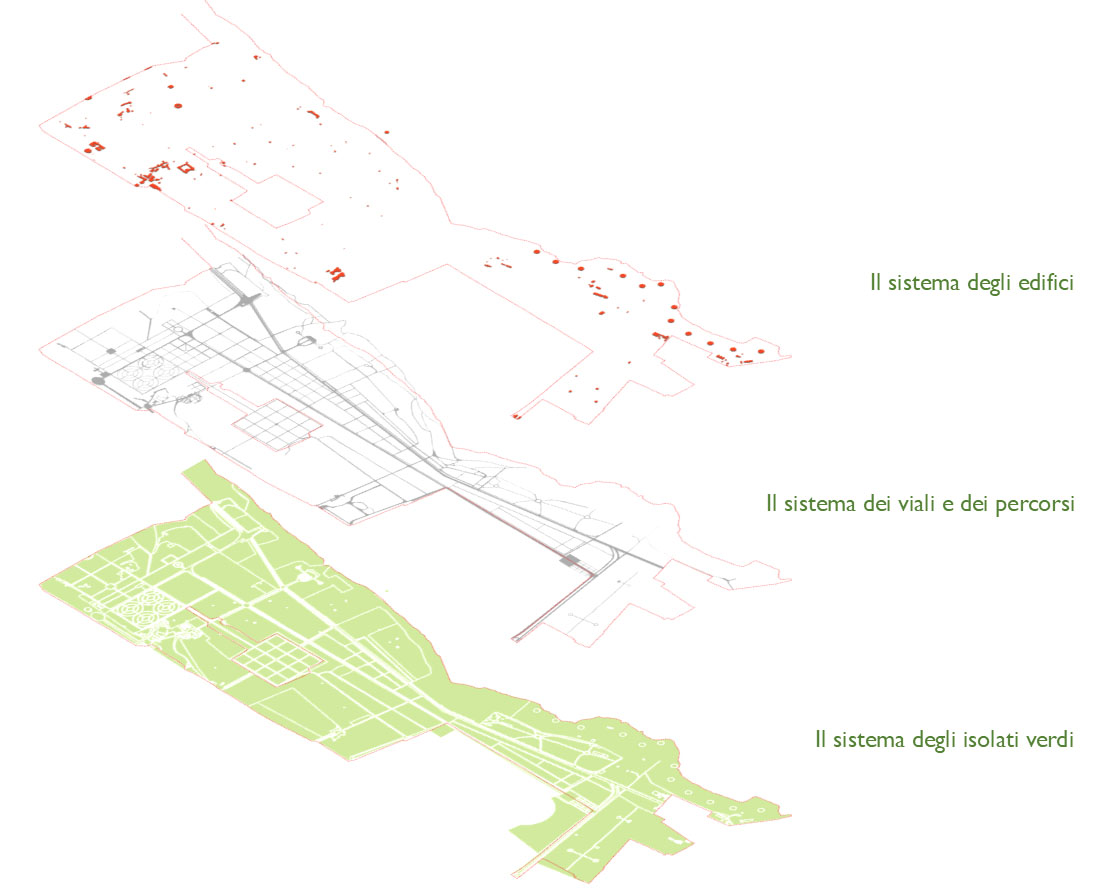 Il sistema degli edifici
Il sistema dei viali e dei percorsi
Il sistema degli isolati verdi